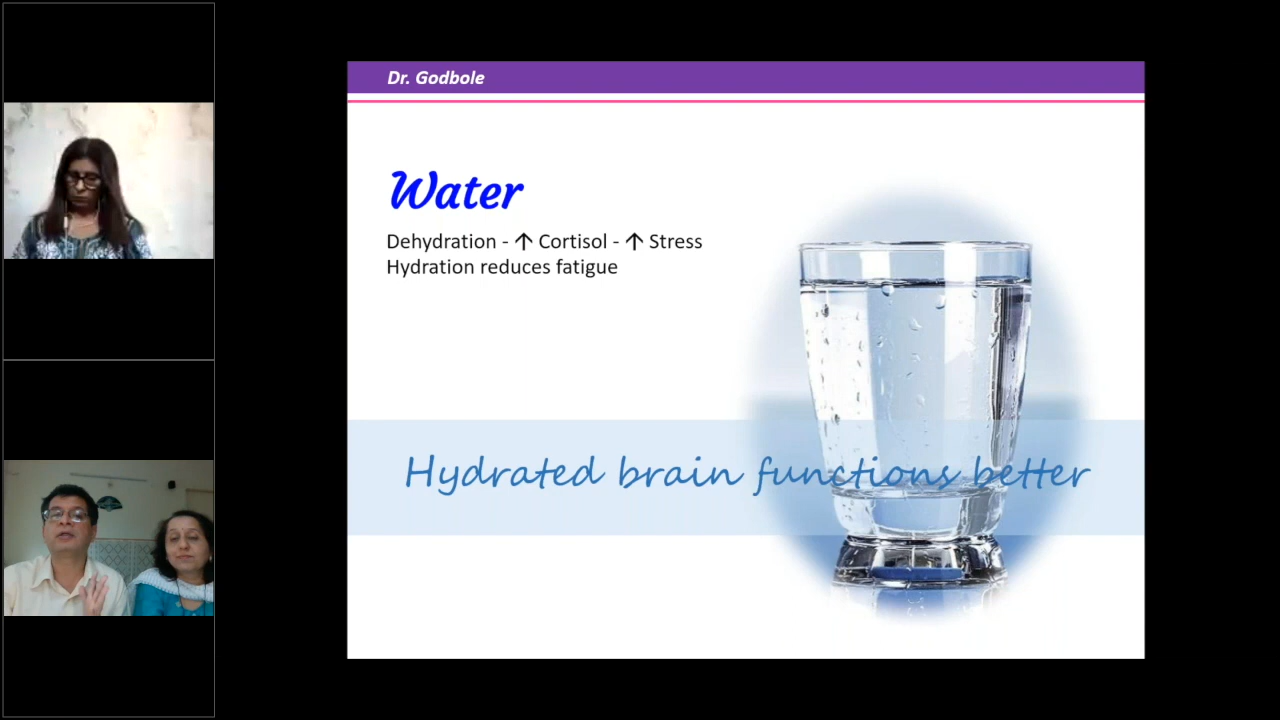 Dr. Godbole
Water
Dehydration - ↑ Cortisol - ↑ Stress
Hydration reduces fatigue
Hydrated brain functions better